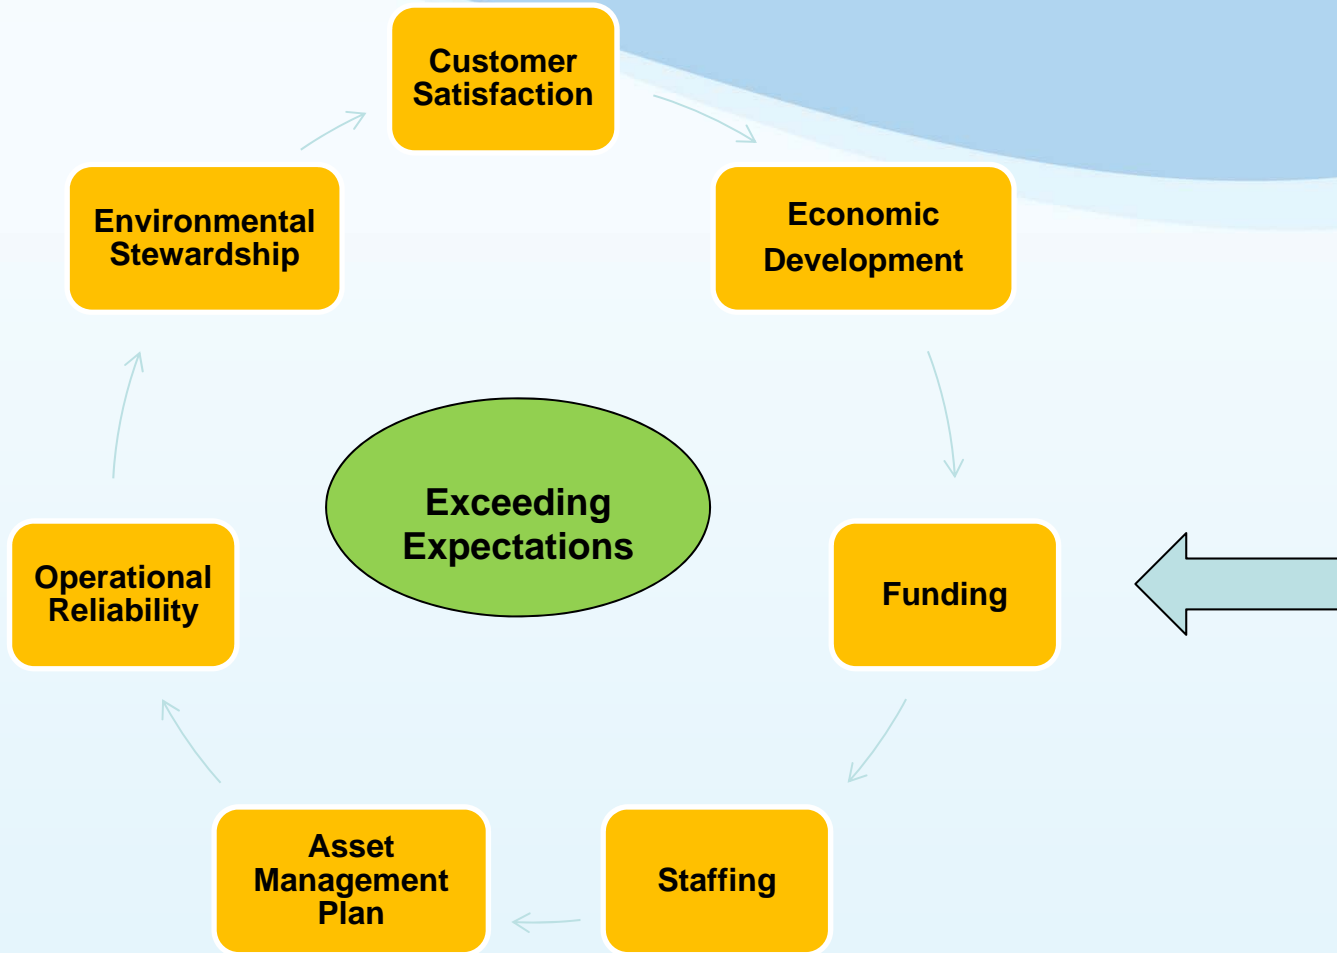 Customer
Satisfaction
Economic
Development
Environmental
Stewardship
Exceeding
Expectations
Operational
Reliability
Funding
Asset
Management
Plan
Staffing